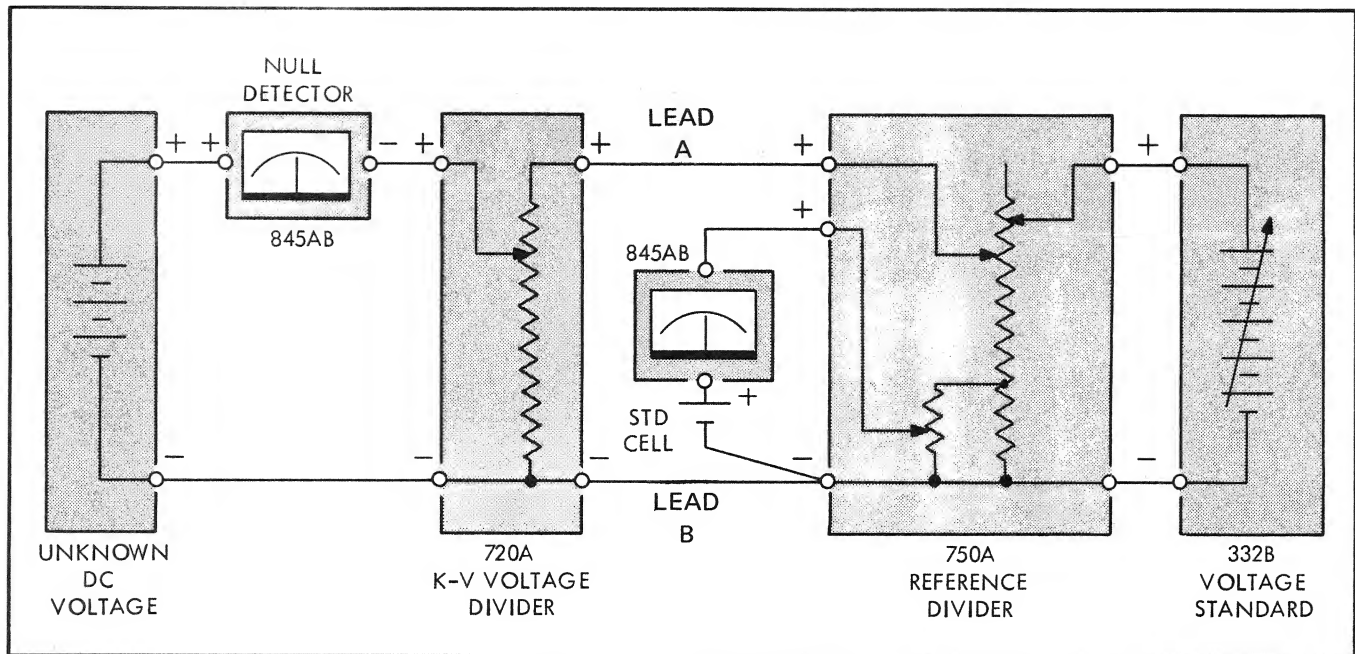 NULL
DETECTOR
+ + - +
845AB
+
LEAD
A
+
+
+
845AB
+
STD
CELL
-
-
-
-
LEAD
B
-
-
UNKNOWN
DC
VOLTAGE
720A
K-V VOLTAGE
DIVIDER
750A
REFERENCE
DIVIDER
332B
VOLTAGE
STANDARD